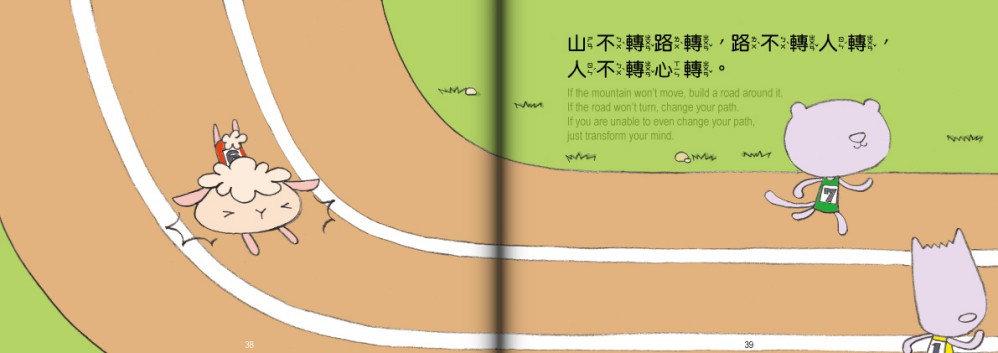 山不轉路轉，路不轉人轉，
人不轉心轉。
If the mountain won't move, build a road around it.
If the road won't turn, change your path.
If you are unable to even change your path,
just transform your mind.
6
7
1
38
39